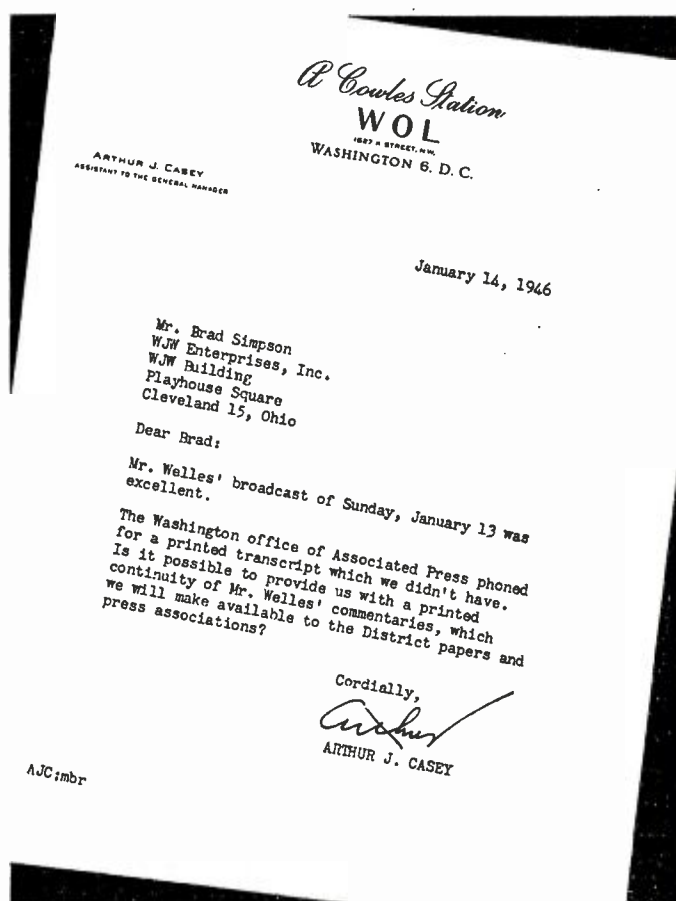 A Cowles Station
WOL
1627 K STREET, N.W.
WASHINGTON 6, D. C.
ARTHUR J. CASEY
ASSISTANT TO THE GENERAL MANAGER
January 14, 1946
Mr. Brad Simpson
WJW Enterprises, Inc.
WJW Building
Playhouse Square
Cleveland 15, Ohio
Dear Brad:
Mr. Welles' broadcast of Sunday, January 13 was
excellent.
The Washington office of Associated Press phoned
for a printed transcript which we didn't have.
Is it possible to provide us with a printed
continuity of Mr. Welles' commentaries, which
we will make available to the District papers and
press associations?
Cordially,
Arthur
ARTHUR J. CASEY
AJC:mbr